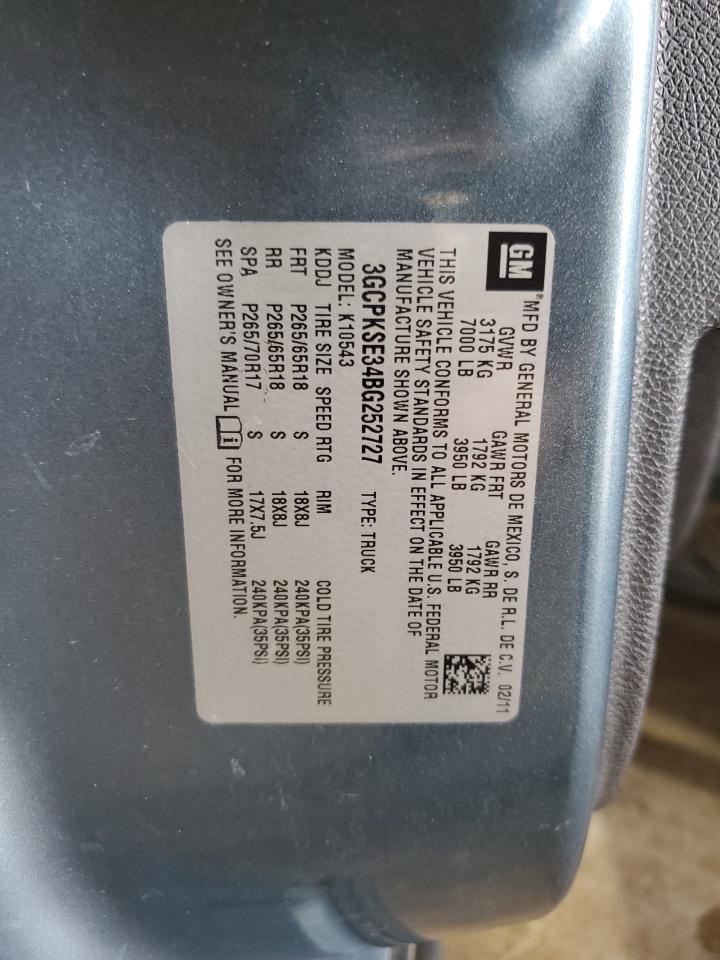 GM ® MFD BY GENERAL MOTORS DE MEXICO, S. DE R.L. DE C.V. 02/11
GVWR GAWR FRT GAWR RR
3175 KG 1792 KG 1792 KG
7000 LB 3950 LB 3950 LB
THIS VEHICLE CONFORMS TO ALL APPLICABLE U.S. FEDERAL MOTOR
VEHICLE SAFETY STANDARDS IN EFFECT ON THE DATE OF
MANUFACTURE SHOWN ABOVE.
3GCPKSE34BG252727 TYPE: TRUCK
MODEL: K10543
KDDJ TIRE SIZE SPEED RTG RIM COLD TIRE PRESSURE
FRT P265/65R18 S 18X8J 240KPA(35PSI)
RR P265/65R18 S 18X8J 240KPA(35PSI)
SPA P265/70R17 S 17X7.5J 240KPA(35PSI)
SEE OWNER'S MANUAL FOR MORE INFORMATION.